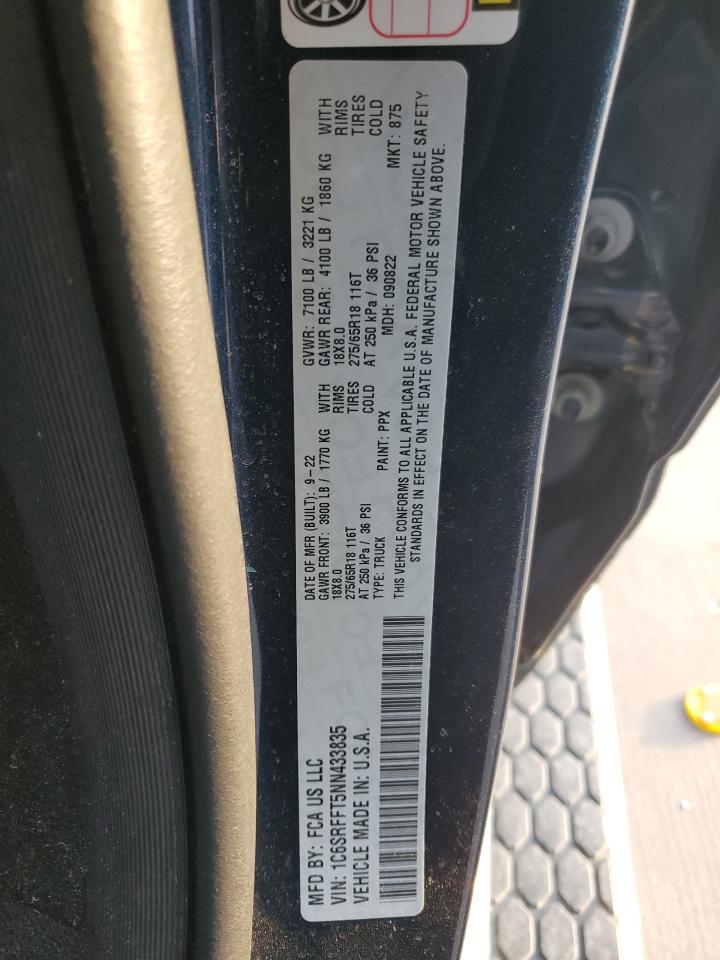 MFD BY: FCA US LLC
VIN: 1C6SRFFT5NN433835
VEHICLE MADE IN: U.S.A.
DATE OF MFR (BUILT): 9-22
GAWR FRONT: 3900 LB / 1770 KG WITH
18X8.0 RIMS
275/65R18 116T TIRES
AT 250 kPa / 36 PSI COLD
GVWR: 7100 LB / 3221 KG
GAWR REAR: 4100 LB / 1860 KG WITH
18X8.0 RIMS
275/65R18 116T TIRES
AT 250 kPa / 36 PSI COLD
TYPE: TRUCK PAINT: PPX MDH: 090822 MKT: 875
THIS VEHICLE CONFORMS TO ALL APPLICABLE U.S.A. FEDERAL MOTOR VEHICLE SAFETY
STANDARDS IN EFFECT ON THE DATE OF MANUFACTURE SHOWN ABOVE.